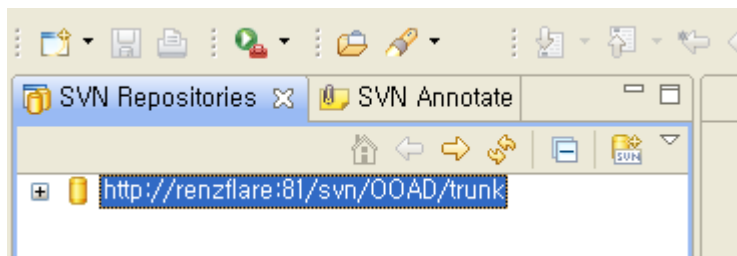 SVN Repositories SVN Annotate
SVN
http://renzflare:81/svn/OOAD/trunk